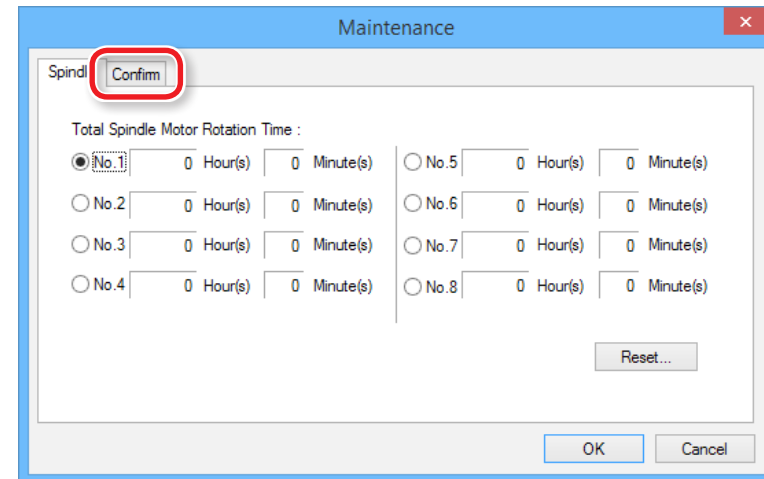 Maintenance
Spindl Confirm
Total Spindle Motor Rotation Time :
No.1 0 Hour(s) 0 Minute(s) No.5 0 Hour(s) 0 Minute(s)
No.2 0 Hour(s) 0 Minute(s) No.6 0 Hour(s) 0 Minute(s)
No.3 0 Hour(s) 0 Minute(s) No.7 0 Hour(s) 0 Minute(s)
No.4 0 Hour(s) 0 Minute(s) No.8 0 Hour(s) 0 Minute(s)
Reset...
OK Cancel